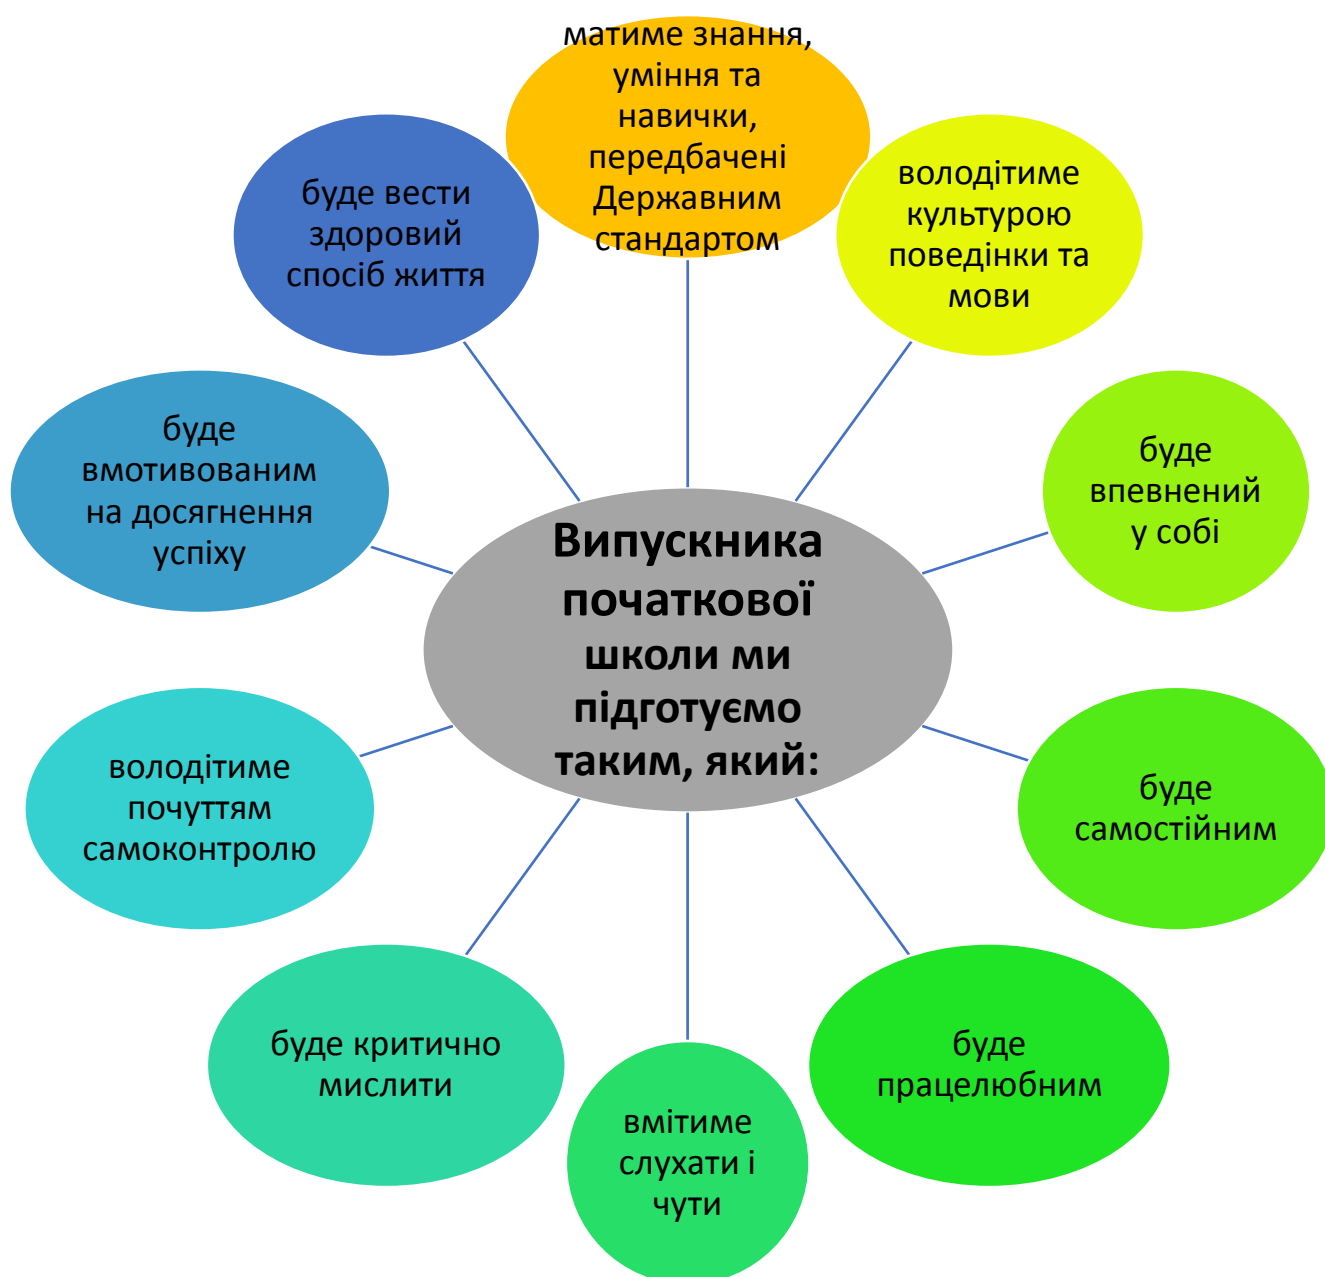 матиме знання,
уміння та
навички,
передбачені
Державним
стандартом
володітиме
культурою
поведінки та
мови
буде
впевнений
у собі
буде
самостійним
буде
працелюбним
вмітиме
слухати і
чути
буде критично
мислити
володітиме
почуттям
самоконтролю
буде
вмотивованим
на досягнення
успіху
буде вести
здоровий
спосіб життя
Випускника
початкової
школи ми
підготуємо
таким, який: